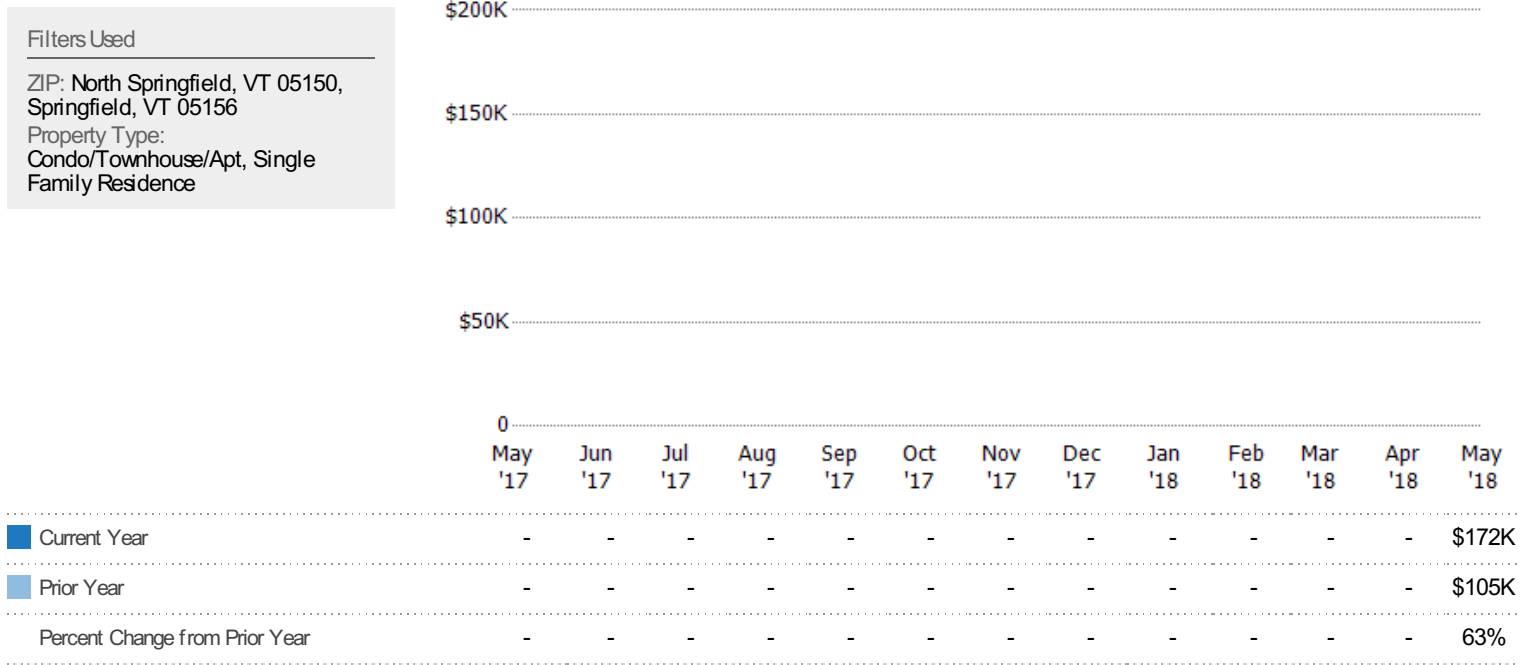 Filters Used
ZIP: North Springfield, VT 05150,
Springfield, VT 05156
Property Type:
Condo/Townhouse/Apt, Single
Family Residence
$200K
$150K
$100K
$50K
0
May Jun Jul Aug Sep Oct Nov Dec Jan Feb Mar Apr May
'17 '17 '17 '17 '17 '17 '17 '17 '18 '18 '18 '18 '18
Current Year - - - - - - - - - - - - $172K
Prior Year - - - - - - - - - - - - $105K
Percent Change from Prior Year - - - - - - - - - - - - 63%